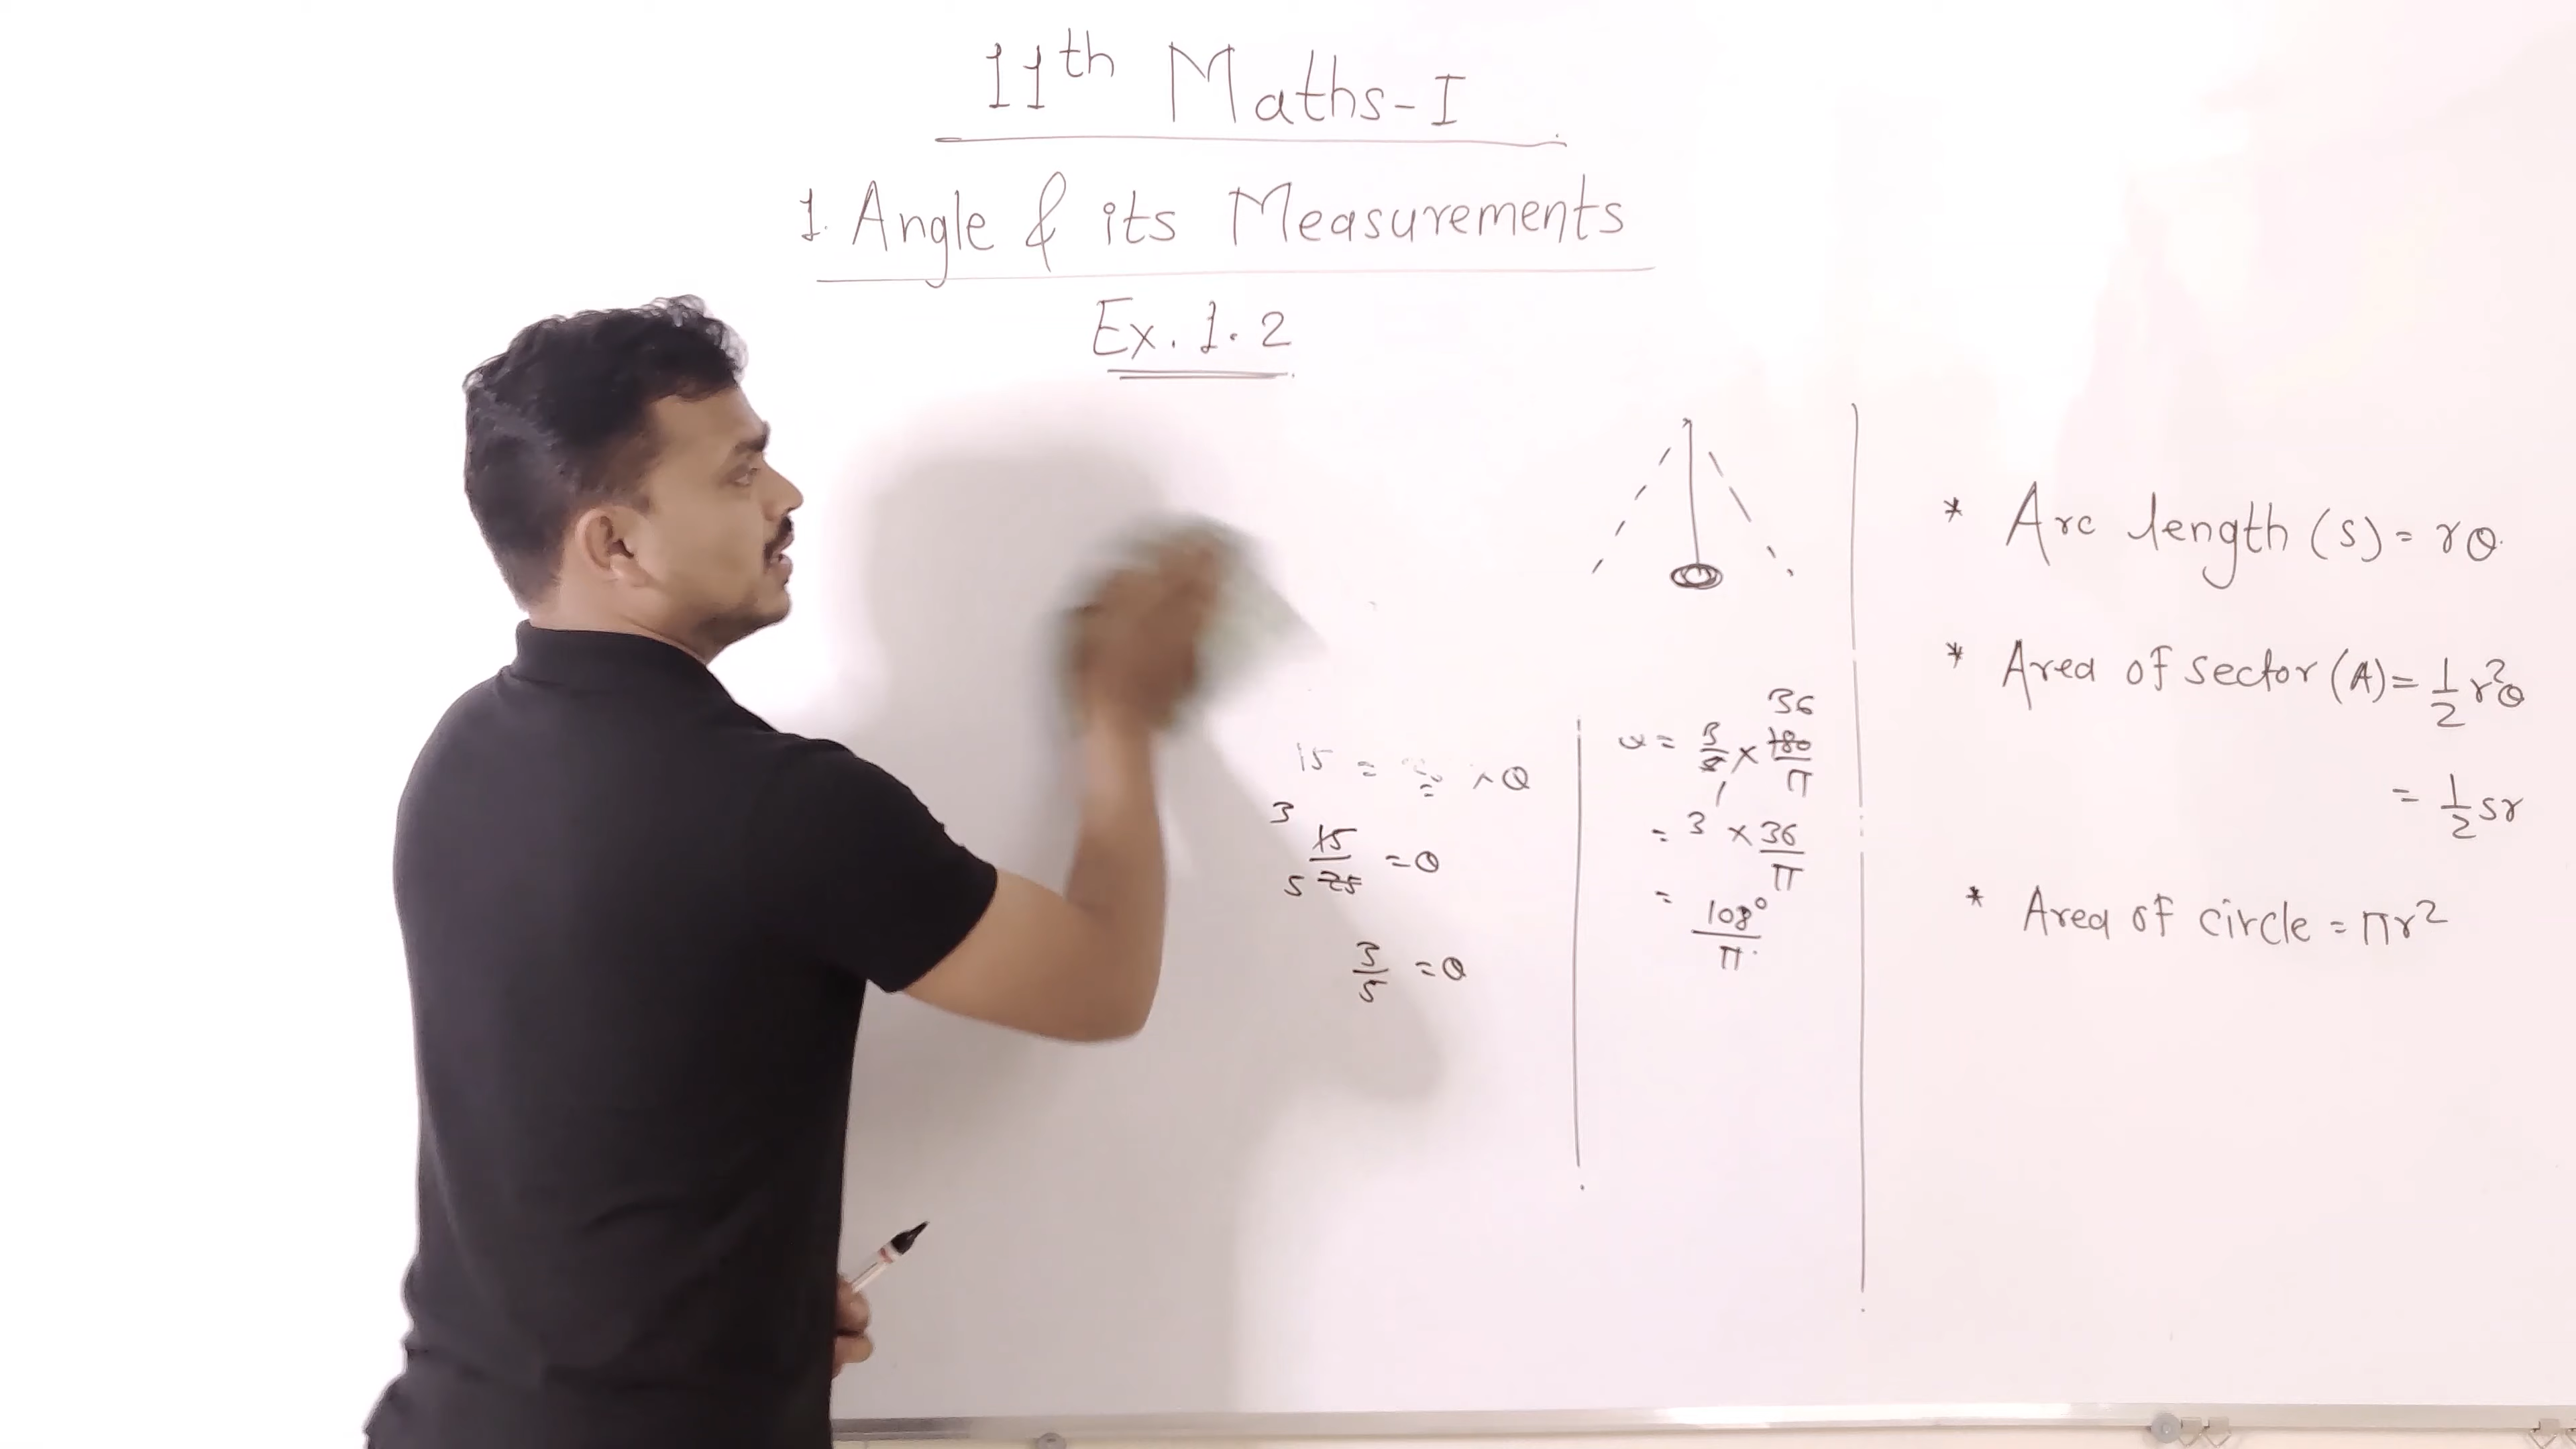 11th Maths-I
1. Angle & its Measurements
Ex. 1.2
15 = × θ
3 15
5 25 = θ
3/5 = θ
36
θ = 3/5 × 180/π
1
= 3 × 36/π
= 108°/π
* Arc length (s) = rθ
* Area of sector (A) = 1/2 r²θ
= 1/2 sr
* Area of circle = πr²